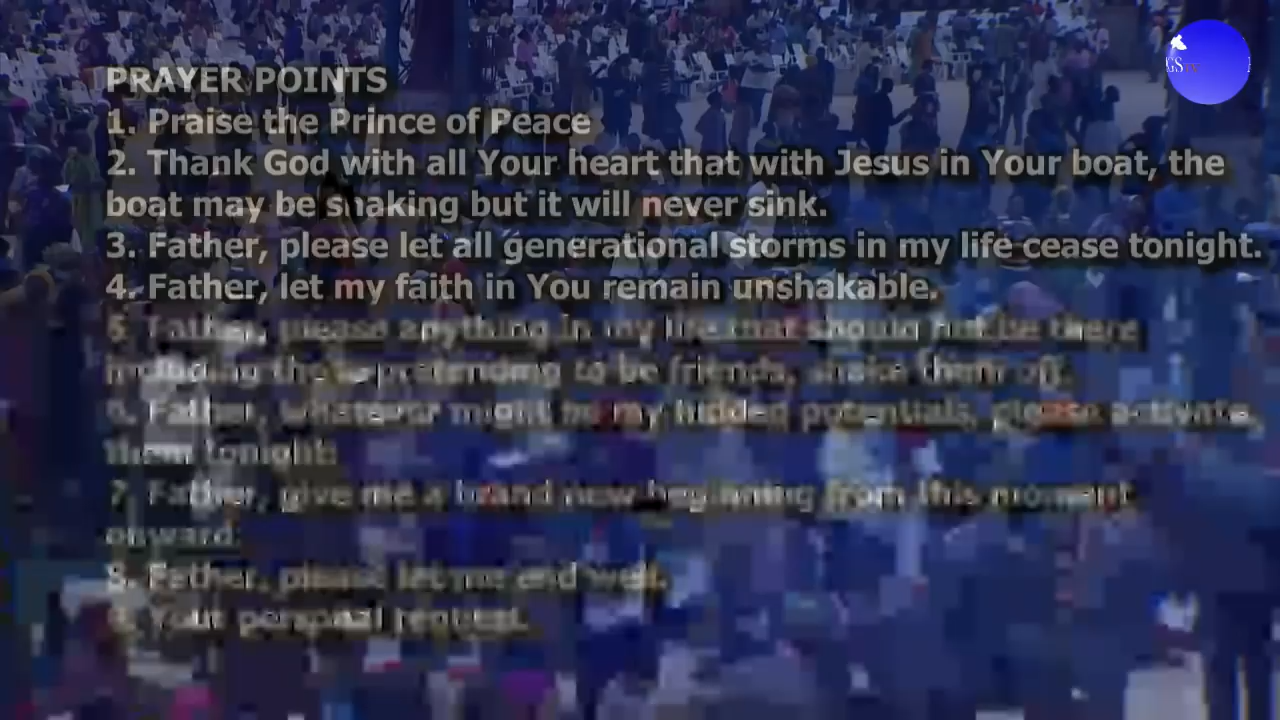 PRAYER POINTS
1. Praise the Prince of Peace
2. Thank God with all Your heart that with Jesus in Your boat, the
boat may be shaking but it will never sink.
3. Father, please let all generational storms in my life cease tonight.
4. Father, let my faith in You remain unshakable.
5. Father, please anything in my life that should not be there
including those pretending to be friends, shake them off.
6. Father, whatever might be my hidden potentials, please activate,
them tonight.
7. Father, give me a brand new beginning from this moment
onward.
8. Father, please let me end well.
9. Your personal request.